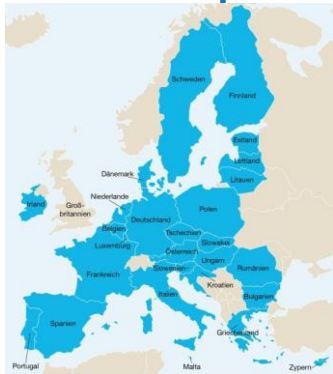 Schweden
Finnland
Estland
Lettland
Litauen
Dänemark
Irland
Groß-
britannien
Niederlande
Polen
Deutschland
Belgien
Tschechien
Luxemburg
Slowakei
Österreich
Ungarn
Frankreich
Slowenien
Rumänien
Kroatien
Italien
Bulgarien
Spanien
Griechenland
Portugal
Malta
Zypern